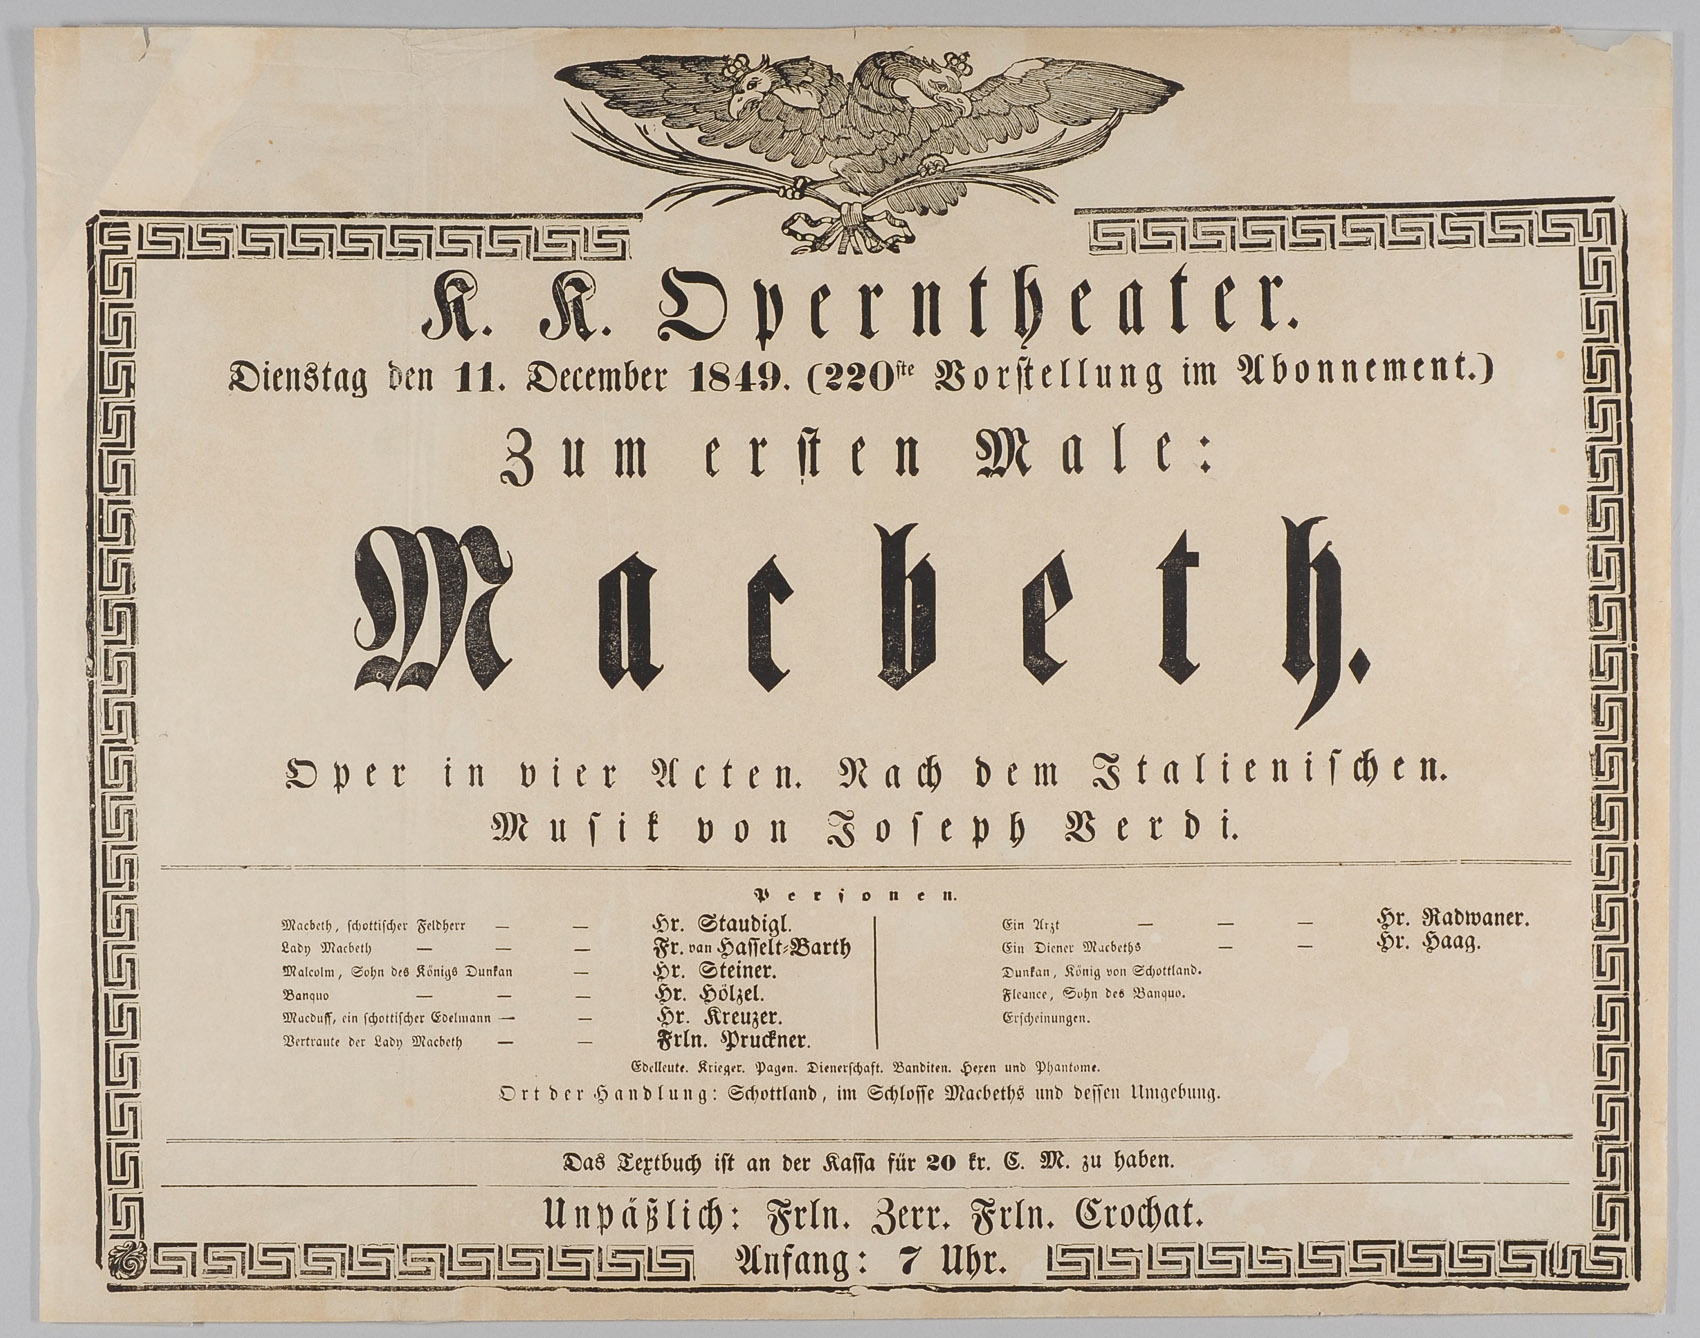 K. K. Operntheater.
Dienstag den 11. December 1849. (220ste Vorstellung im Abonnement.)
Zum ersten Male:
Macbeth.
Oper in vier Acten. Nach dem Italienischen.
Musik von Joseph Verdi.
Personen.
Macbeth, schottischer Feldherr — — Hr. Staudigl.
Lady Macbeth — — — Fr. van Hasselt-Barth
Malcolm, Sohn des Königs Dunkan — Hr. Steiner.
Banquo — — — Hr. Hölzel.
Macduff, ein schottischer Edelmann — — Hr. Kreuzer.
Vertraute der Lady Macbeth — — Frln. Pruckner.
Ein Arzt — — — Hr. Radwaner.
Ein Diener Macbeths — — Hr. Haag.
Dunkan, König von Schottland.
Fleance, Sohn des Banquo.
Erscheinungen.
Edelleute. Krieger. Pagen. Dienerschaft. Banditen. Hexen und Phantome.
Ort der Handlung: Schottland, im Schlosse Macbeths und dessen Umgebung.
Das Textbuch ist an der Kassa für 20 kr. C. M. zu haben.
Unpäßlich: Frln. Zerr. Frln. Crochat.
Anfang: 7 Uhr.